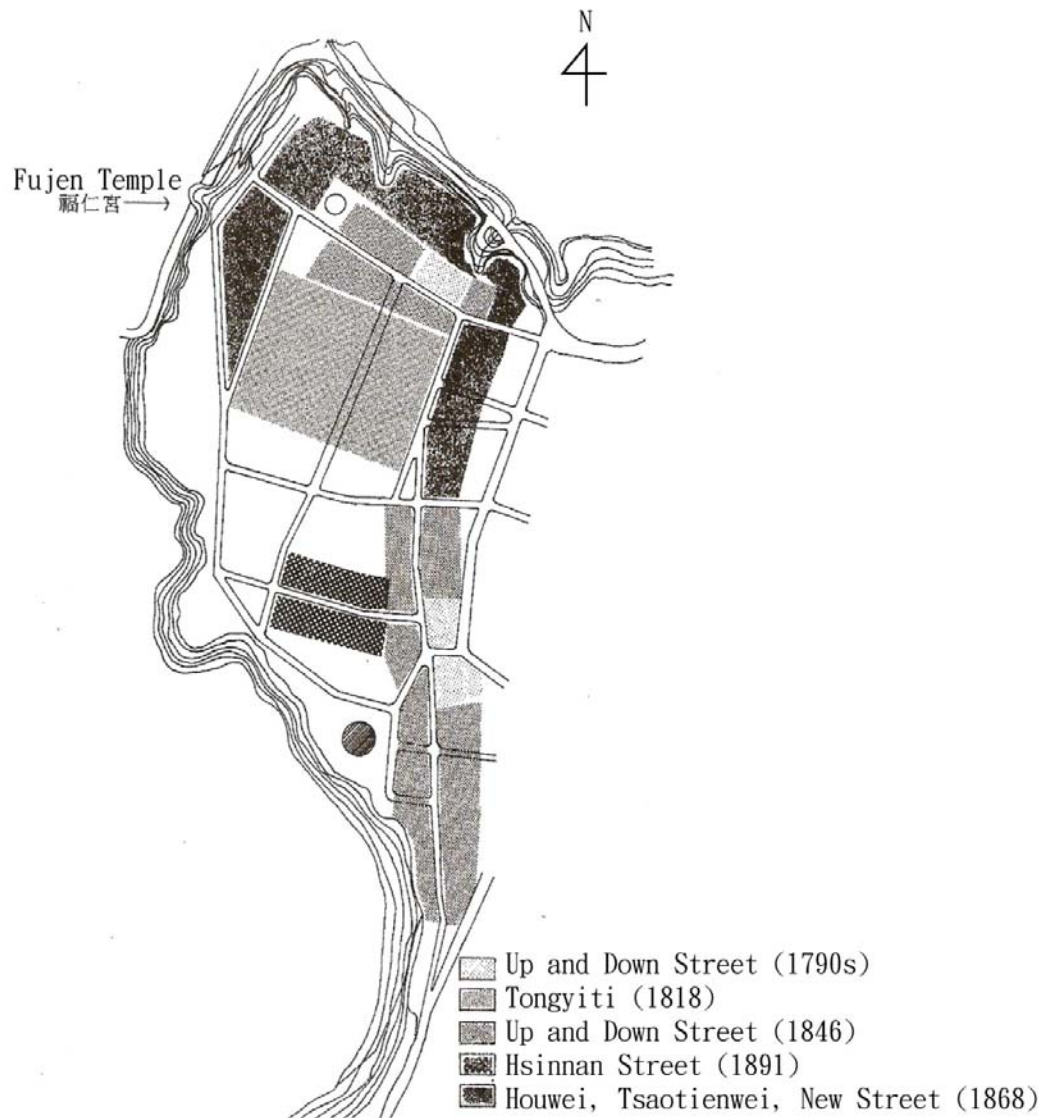 N
Fujen Temple
福仁宮
Up and Down Street (1790s)
Tongyiti (1818)
Up and Down Street (1846)
Hsinnan Street (1891)
Houwei, Tsaotienwei, New Street (1868)